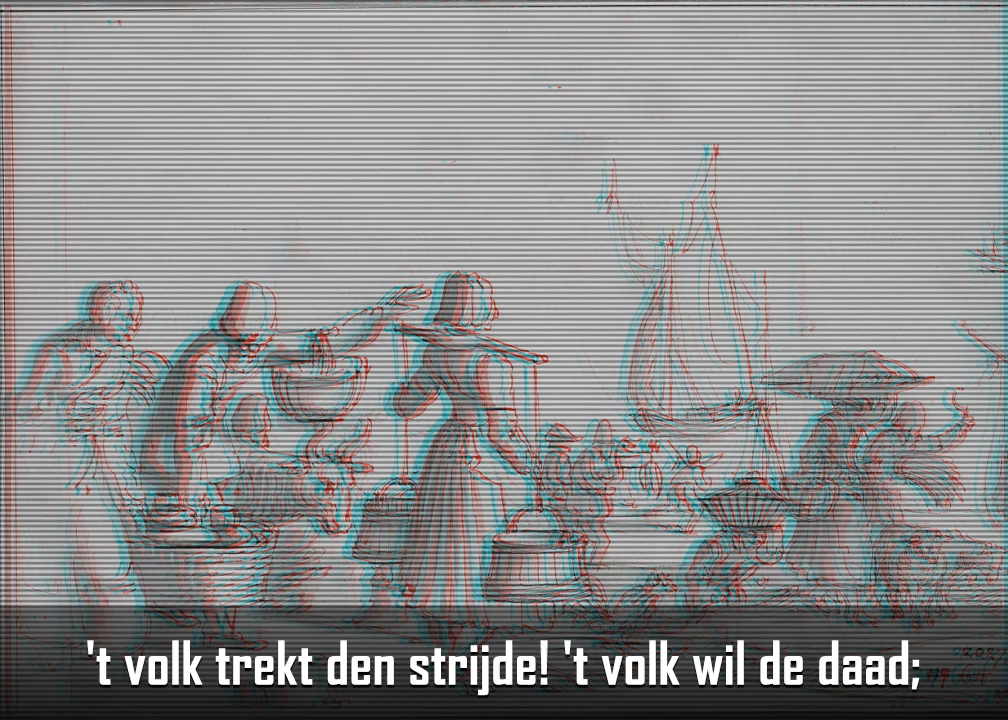 't volk trekt den strijde! 't volk wil de daad;